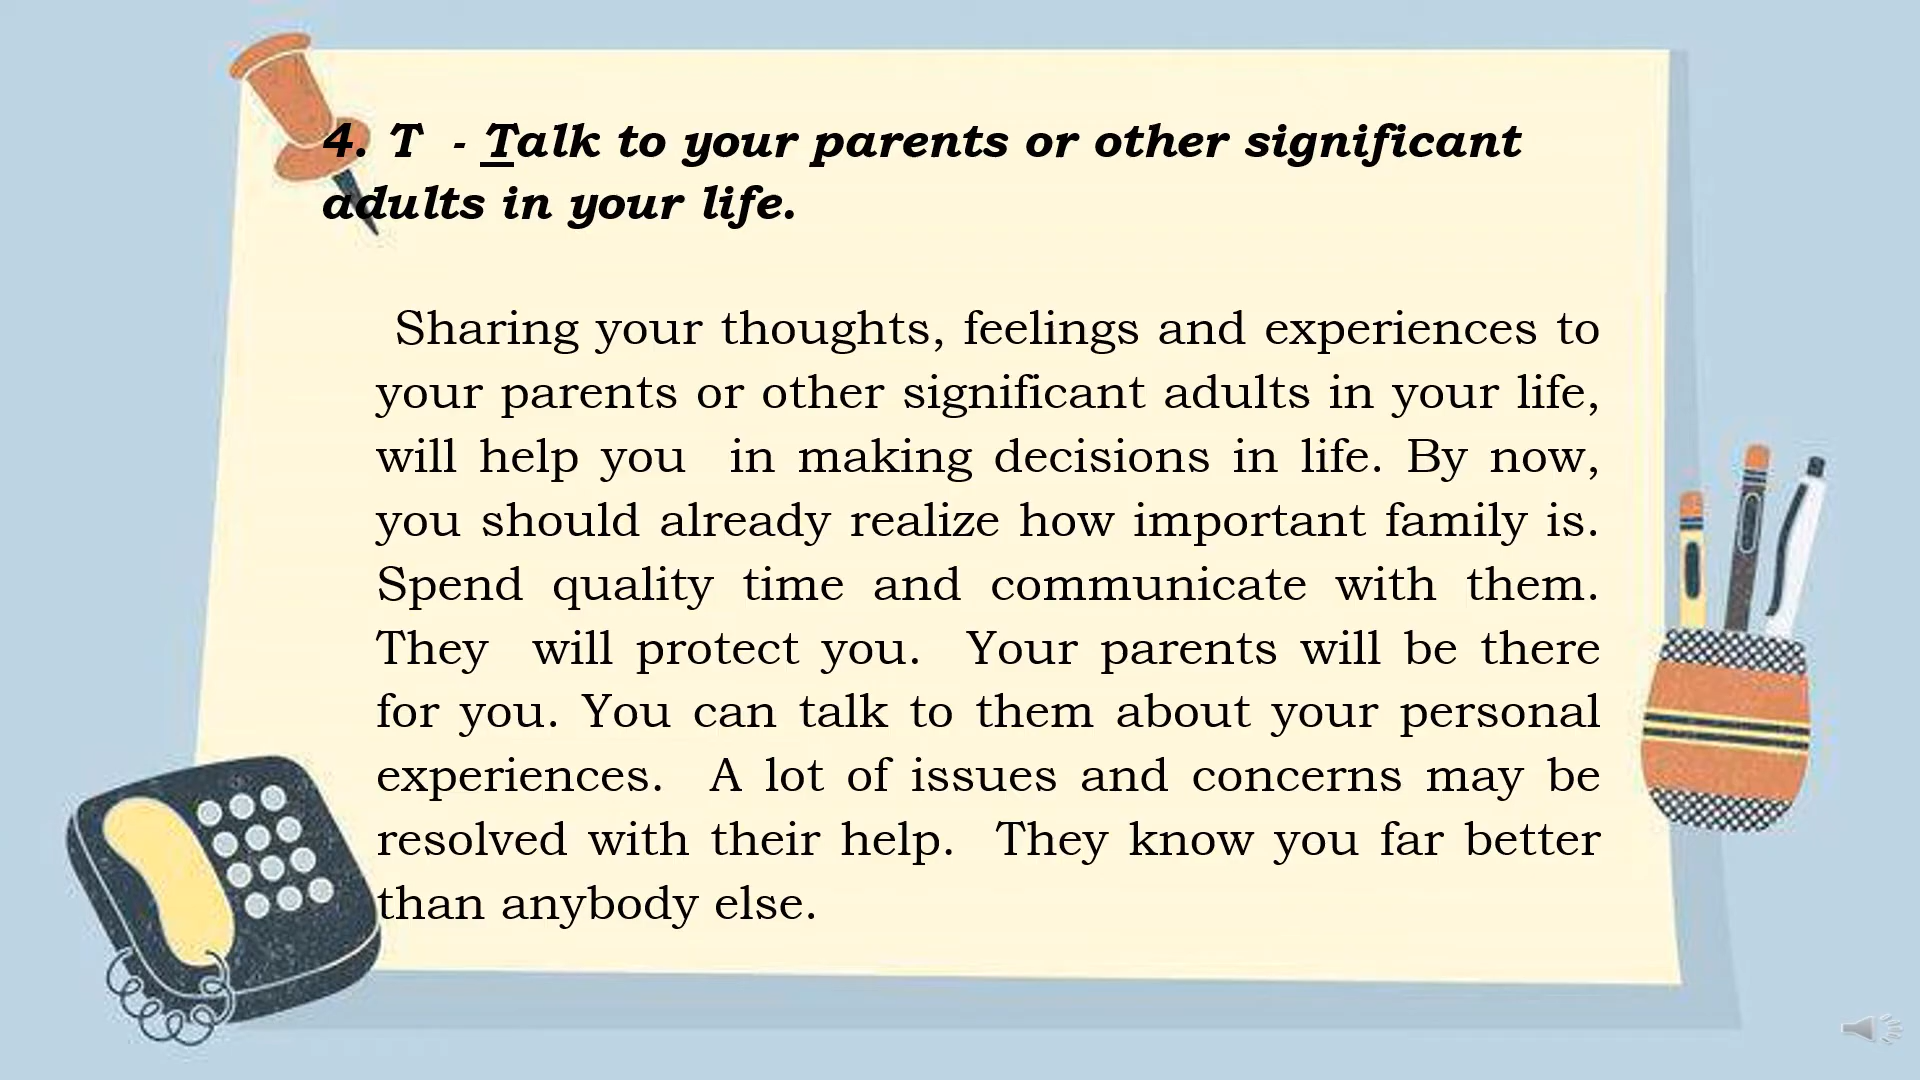 4. T - Talk to your parents or other significant
adults in your life.
Sharing your thoughts, feelings and experiences to
your parents or other significant adults in your life,
will help you in making decisions in life. By now,
you should already realize how important family is.
Spend quality time and communicate with them.
They will protect you. Your parents will be there
for you. You can talk to them about your personal
experiences. A lot of issues and concerns may be
resolved with their help. They know you far better
than anybody else.